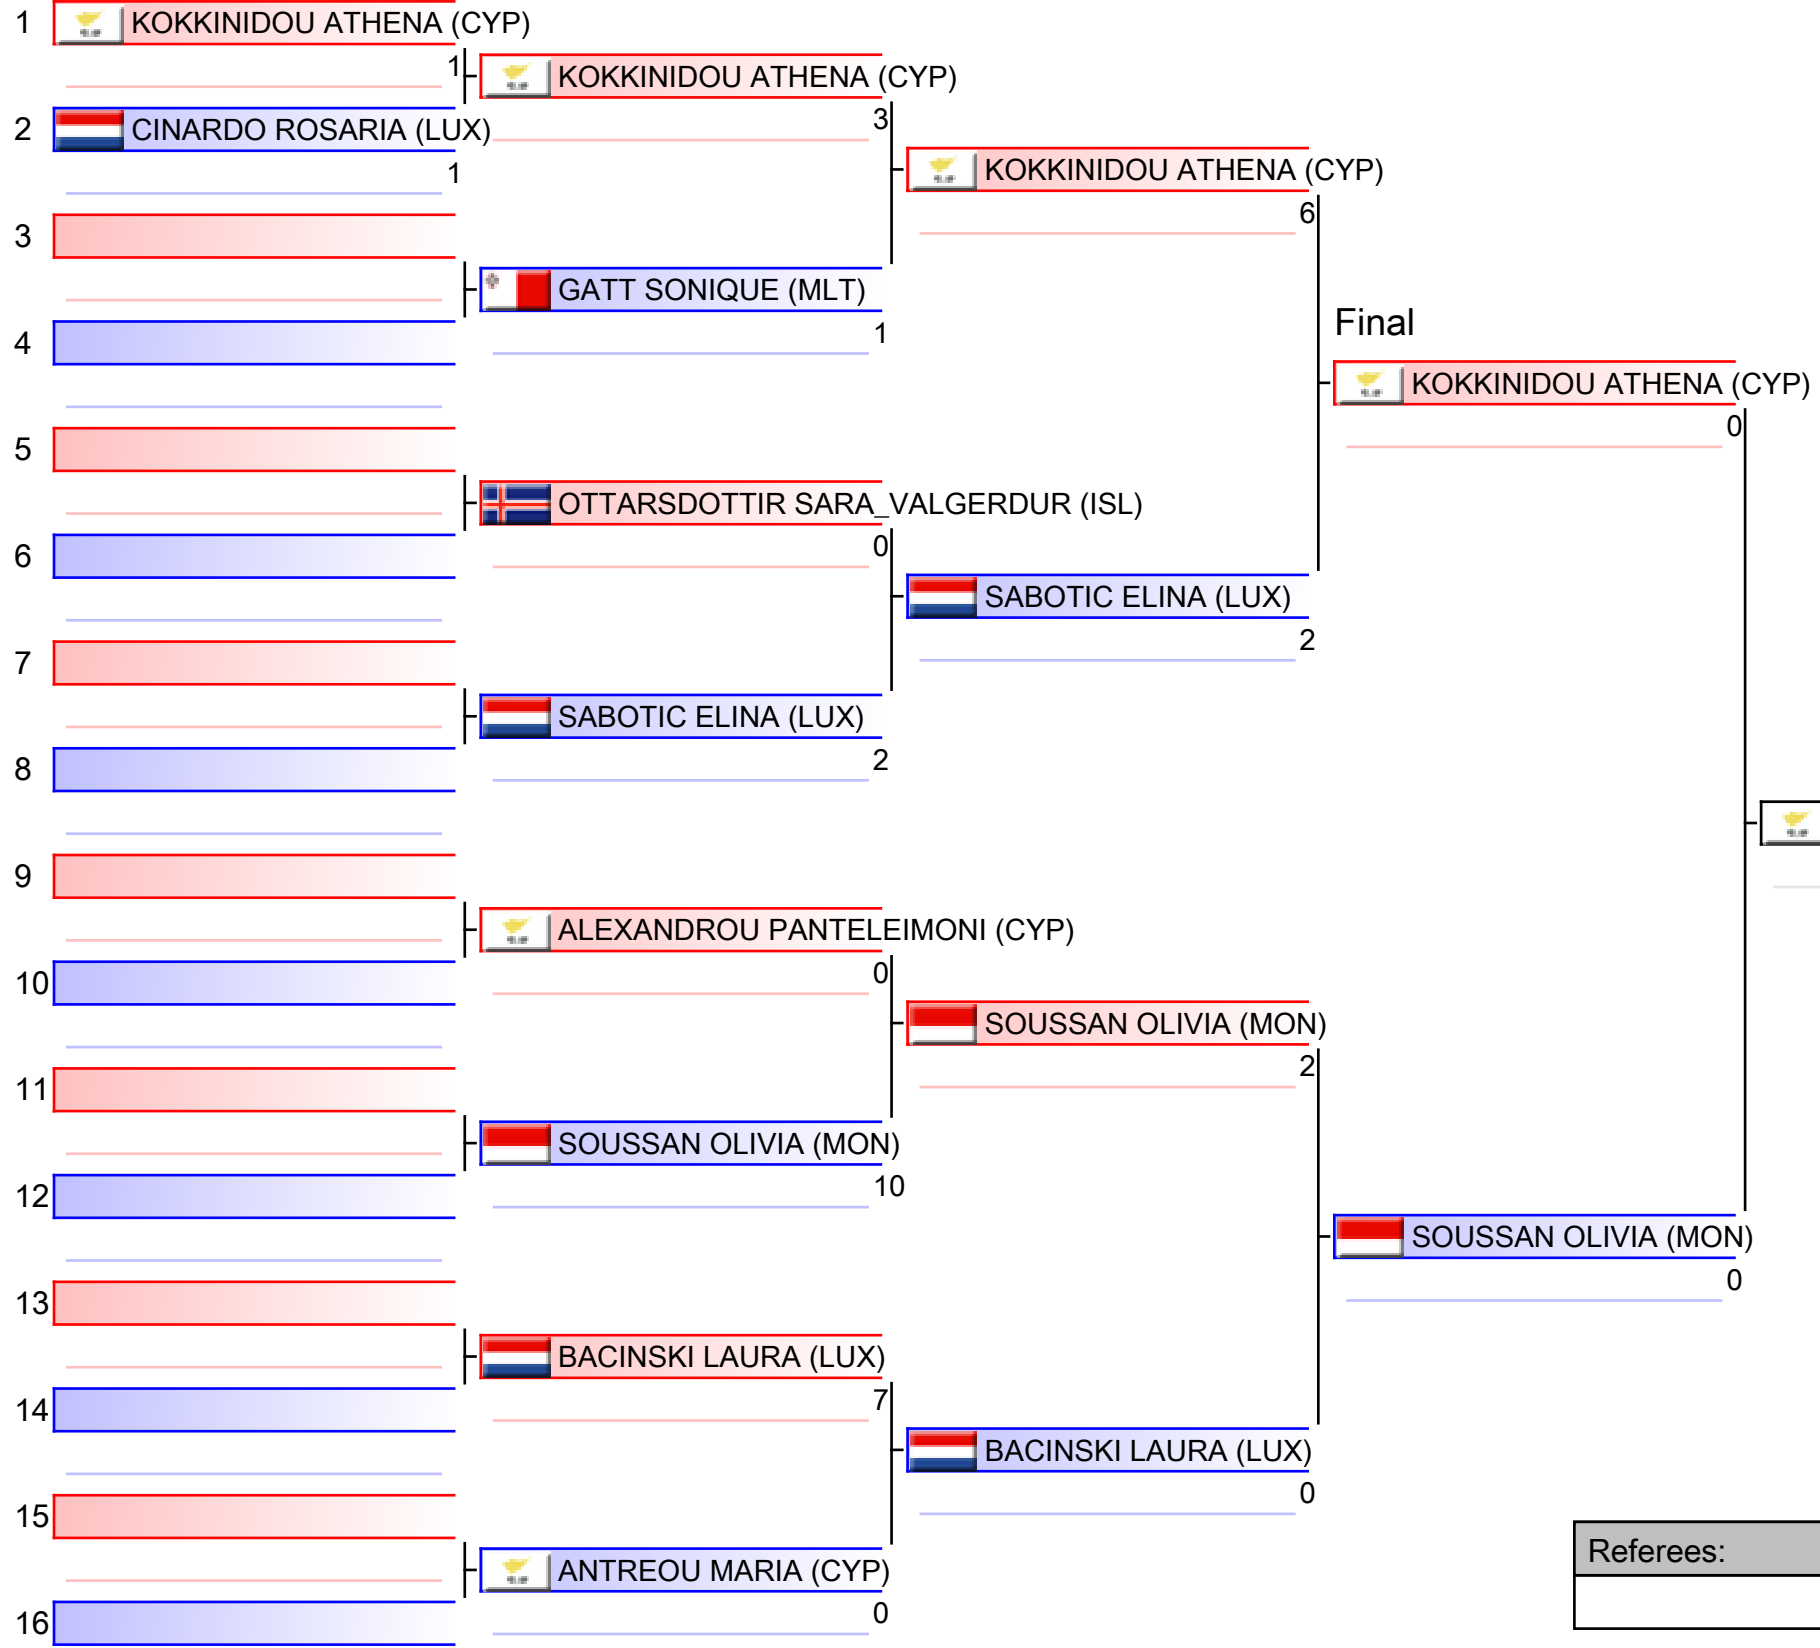 1 KOKKINIDOU ATHENA (CYP)
1
2 CINARDO ROSARIA (LUX)
1
3
4
5
6
7
8
9
10
11
12
13
14
15
16
KOKKINIDOU ATHENA (CYP)
3
GATT SONIQUE (MLT)
1
OTTARSDOTTIR SARA_VALGERDUR (ISL)
0
SABOTIC ELINA (LUX)
2
ALEXANDROU PANTELEIMONI (CYP)
0
SOUSSAN OLIVIA (MON)
10
BACINSKI LAURA (LUX)
7
ANTREOU MARIA (CYP)
0
KOKKINIDOU ATHENA (CYP)
6
SABOTIC ELINA (LUX)
2
SOUSSAN OLIVIA (MON)
2
BACINSKI LAURA (LUX)
0
Final
KOKKINIDOU ATHENA (CYP)
0
SOUSSAN OLIVIA (MON)
0
Referees: